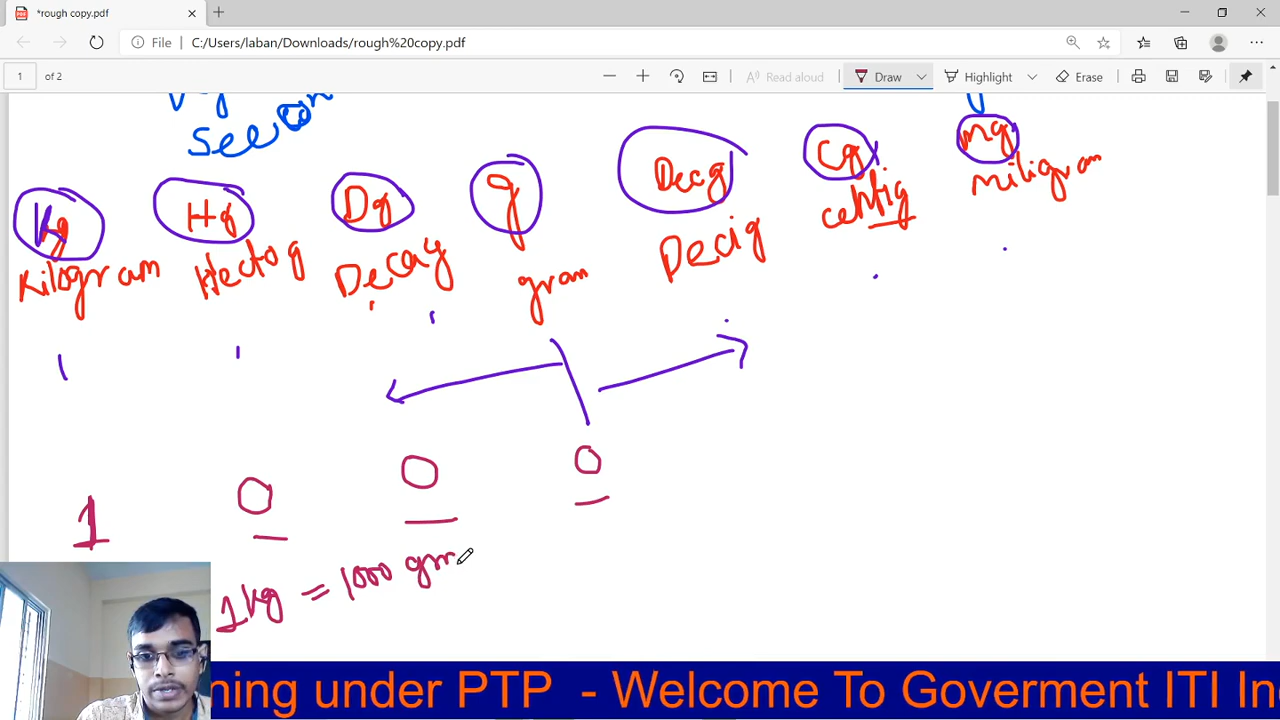 *rough copy.pdf
File C:/Users/laban/Downloads/rough%20copy.pdf
1 of 2 Read aloud Draw Highlight Erase
See
Kg Hg Dg g Decg Cg mg
Kilogram Hectog Decag gram Decig centig miligram
1 0 0 0
1 kg = 1000 gm
ning under PTP - Welcome To Goverment ITI In